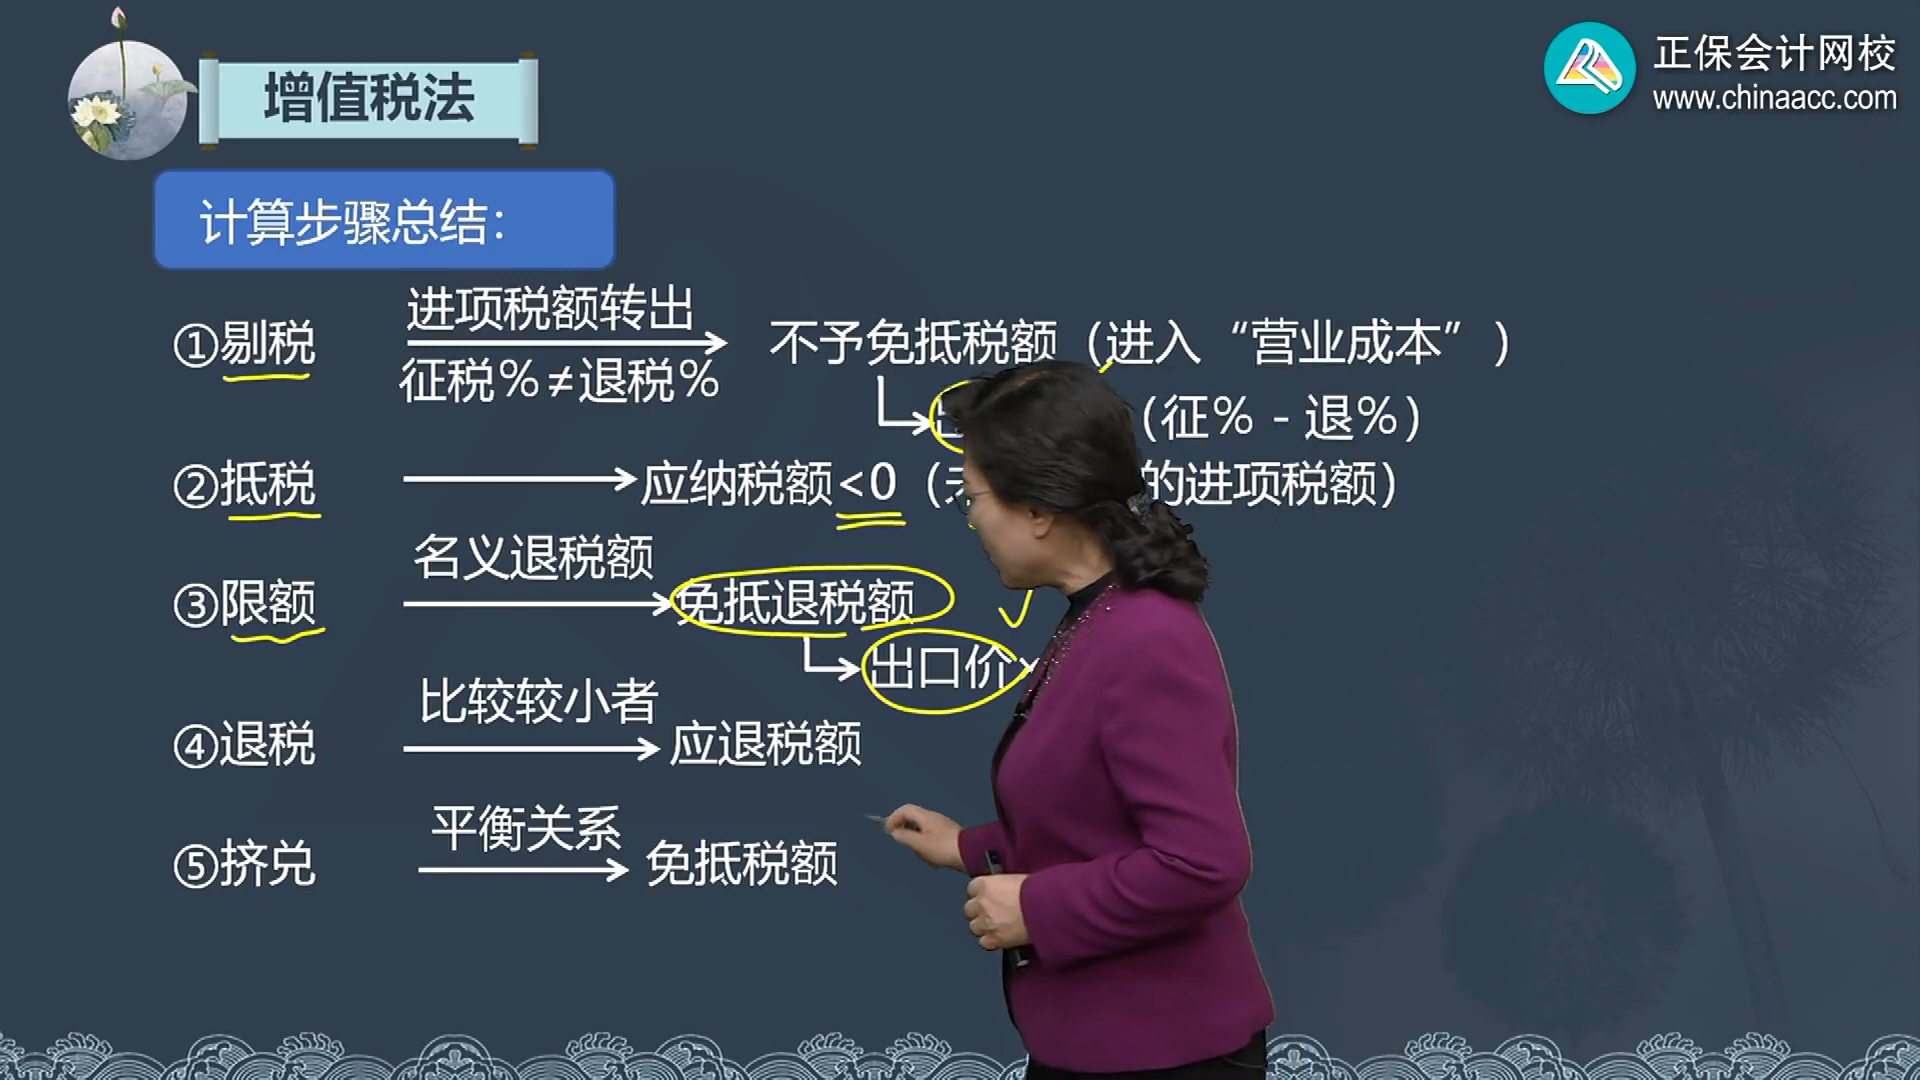 增值税法
正保会计网校
www.chinaacc.com
计算步骤总结：
①剔税 进项税额转出 不予免抵税额（进入“营业成本”）
征税%≠退税%
（征%-退%）
②抵税 应纳税额<0（ 的进项税额）
名义退税额
③限额 免抵退税额
出口价×
比较较小者
④退税 应退税额
平衡关系
⑤挤兑 免抵税额